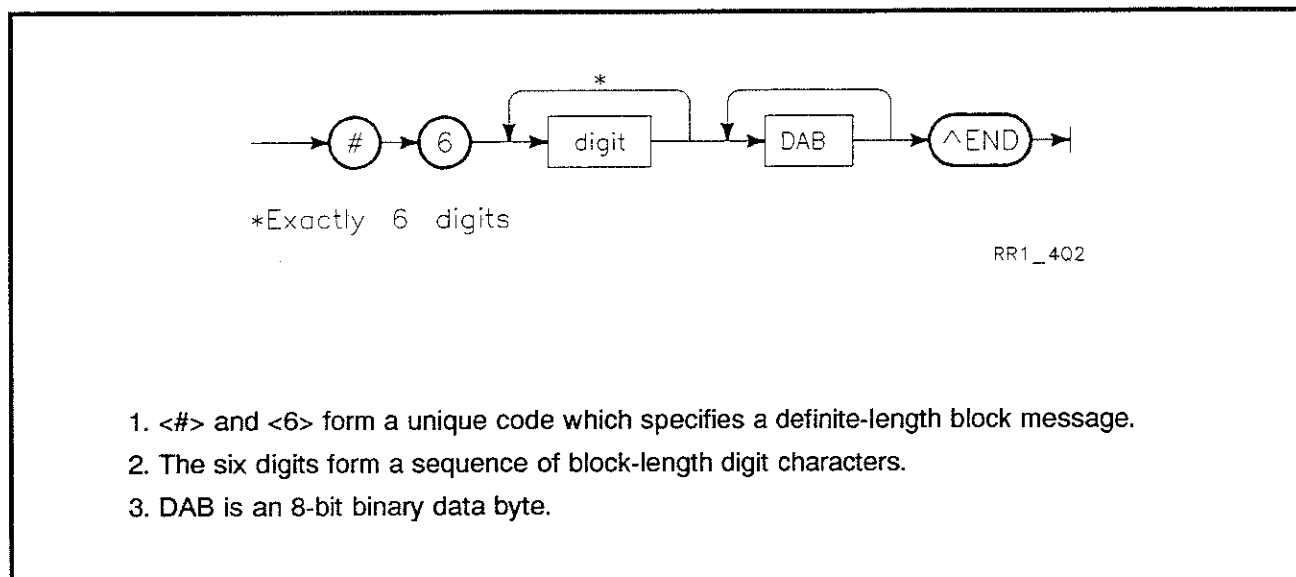 *
# 6 digit DAB ^END
*Exactly 6 digits
RR1_4Q2
1. <#> and <6> form a unique code which specifies a definite-length block message.
2. The six digits form a sequence of block-length digit characters.
3. DAB is an 8-bit binary data byte.